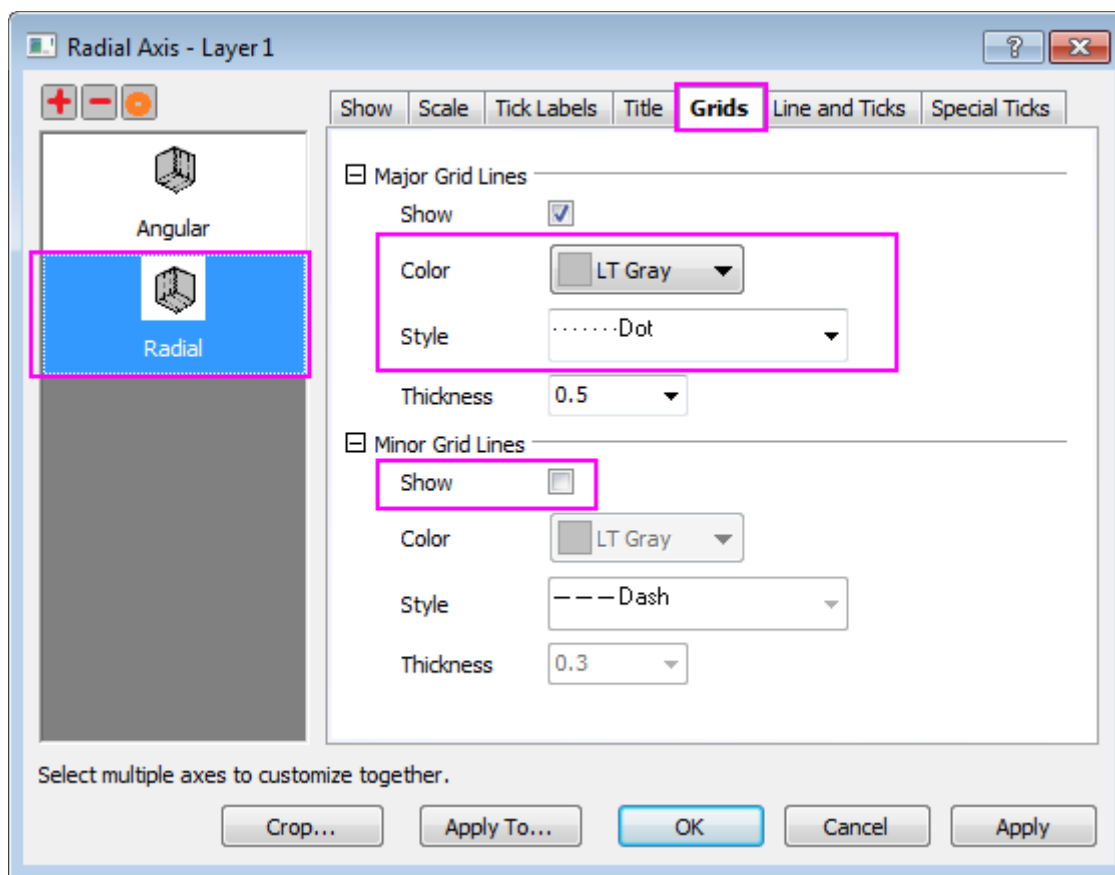 Radial Axis - Layer 1
Show Scale Tick Labels Title Grids Line and Ticks Special Ticks
Angular
Radial
Major Grid Lines
Show
Color LT Gray
Style .......Dot
Thickness 0.5
Minor Grid Lines
Show
Color LT Gray
Style ---Dash
Thickness 0.3
Select multiple axes to customize together.
Crop... Apply To... OK Cancel Apply